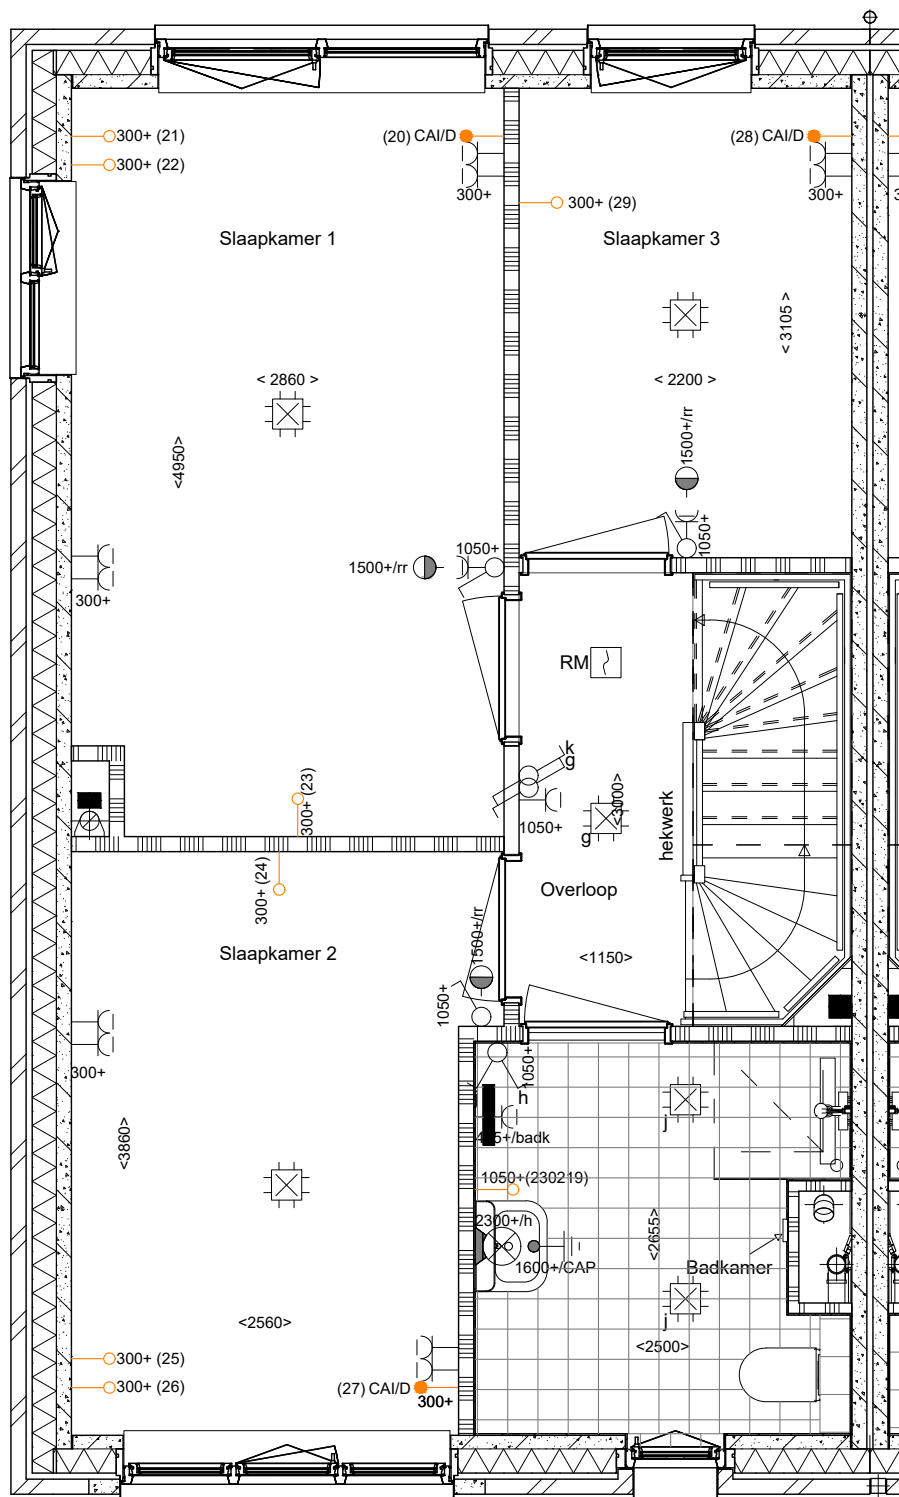 300+ (21)
(20) CAI/D
(28) CAI/D
300+ (22)
300+
300+
300+ (29)
Slaapkamer 1
Slaapkamer 3
< 3105 >
< 2860 >
< 2200 >
<4950>
1500+/rr
1050+
1500+/rr
1050+
300+
RM
k
g
300+ (23)
<3000>
1050+
g
hekwerk
300+ (24)
Overloop
Slaapkamer 2
1500+/rr
<1150>
1050+
1050+
300+
h
j
+/badk
<3860>
1050+(230219)
2300+/h
<2655>
1600+/CAP
Badkamer
<2560>
j
<2500>
300+ (25)
300+ (26)
(27) CAI/D
300+